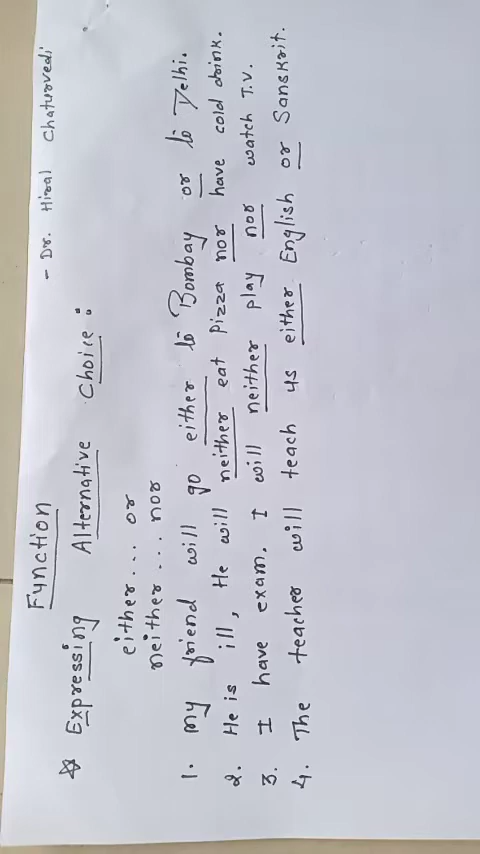 Function
- Dr. Hiral Chaturvedi
☆ Expressing Alternative Choice :
either... or
neither... nor
1. My friend will go either to Bombay or to Delhi.
2. He is ill, He will neither eat pizza nor have cold drink.
3. I have exam. I will neither play nor watch T.V.
4. The teacher will teach us either English or Sanskrit.